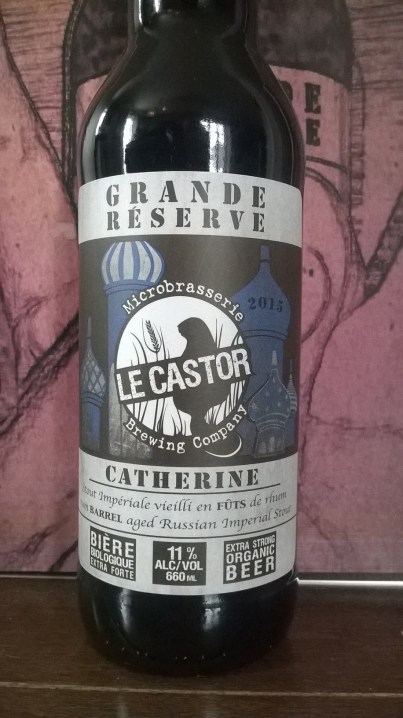 GRANDE
RÉSERVE
2015
Microbrasserie
LE CASTOR
Brewing Company
CATHERINE
Stout Impériale vieilli en FÛTS de rhum
BARREL aged Russian Imperial Stout
BIÈRE
BIOLOGIQUE
EXTRA FORTE
11 %
ALC/VOL
660 ML
EXTRA STRONG
ORGANIC
BEER